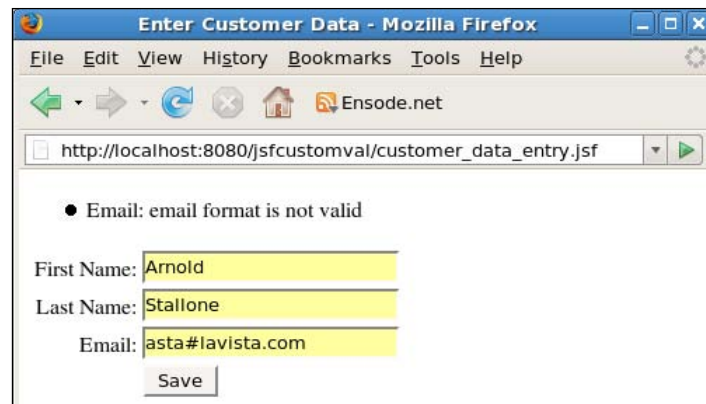 Enter Customer Data - Mozilla Firefox
File Edit View History Bookmarks Tools Help
Ensode.net
http://localhost:8080/jsfcustomval/customer_data_entry.jsf
Email: email format is not valid
First Name: Arnold
Last Name: Stallone
Email: asta#lavista.com
Save